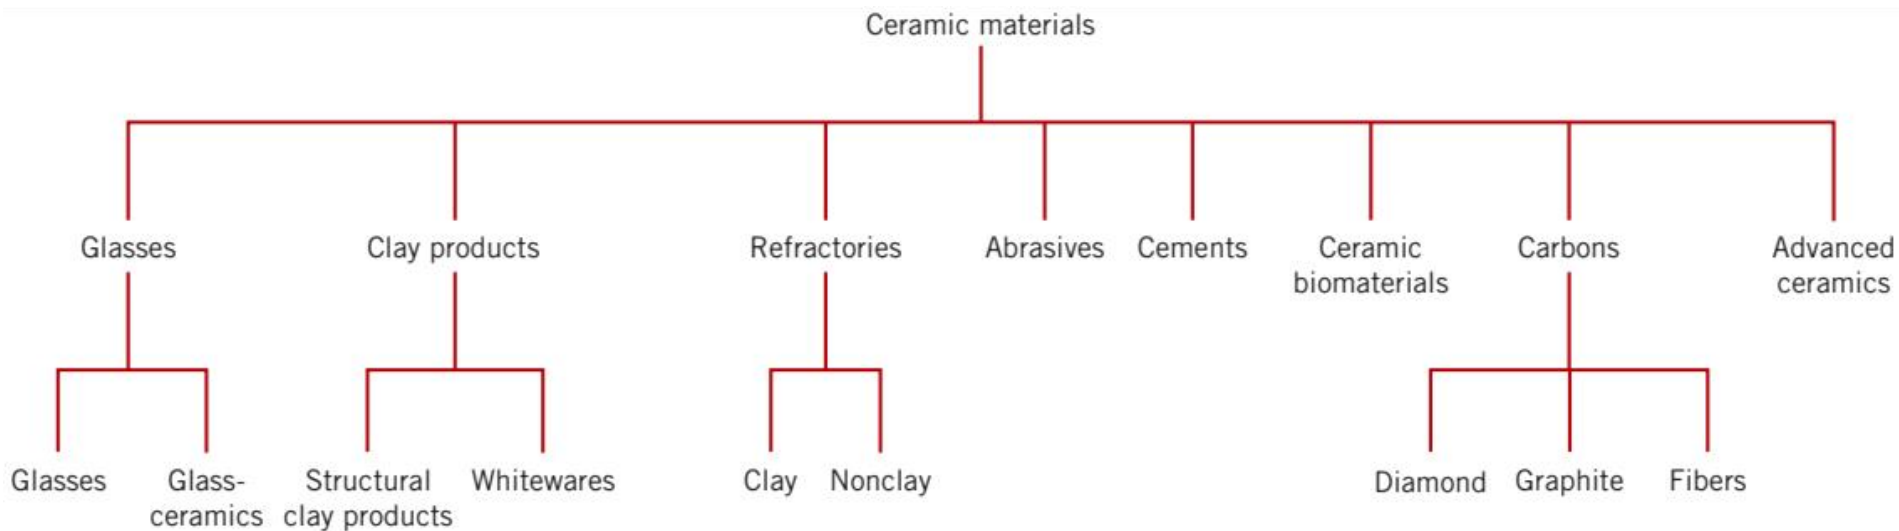 Ceramic materials
Glasses
Clay products
Refractories
Abrasives
Cements
Ceramic
biomaterials
Carbons
Advanced
ceramics
Glasses
Glass-
ceramics
Structural
clay products
Whitewares
Clay
Nonclay
Diamond
Graphite
Fibers